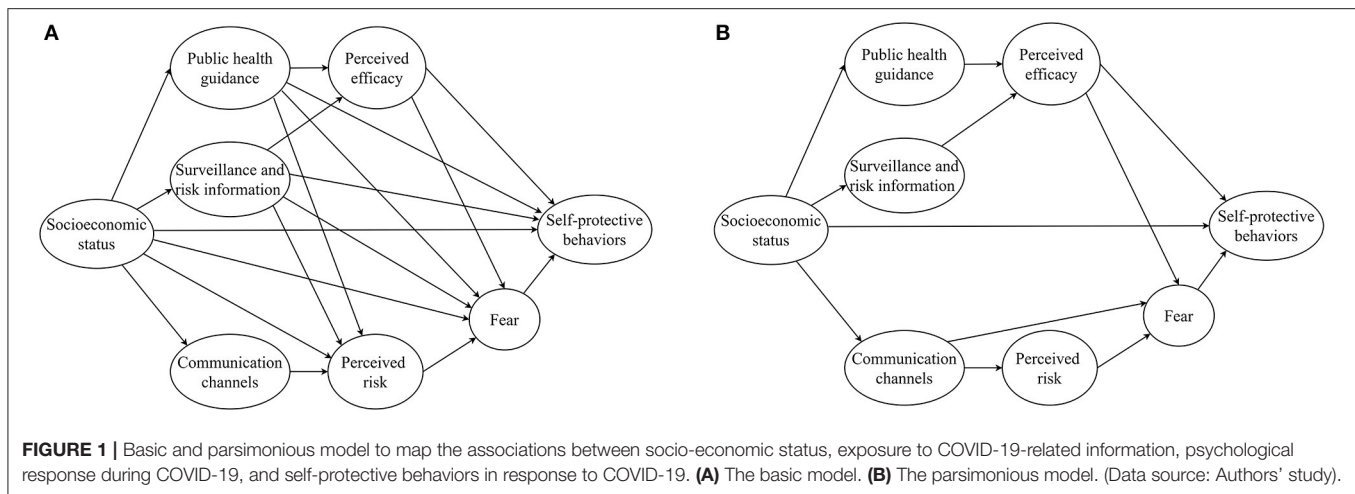 A
Public health
guidance
Perceived
efficacy
Surveillance and
risk information
Socioeconomic
status
Self-protective
behaviors
Fear
Communication
channels
Perceived
risk
B
Public health
guidance
Perceived
efficacy
Surveillance and
risk information
Socioeconomic
status
Self-protective
behaviors
Fear
Communication
channels
Perceived
risk
FIGURE 1 | Basic and parsimonious model to map the associations between socio-economic status, exposure to COVID-19-related information, psychological
response during COVID-19, and self-protective behaviors in response to COVID-19. (A) The basic model. (B) The parsimonious model. (Data source: Authors' study).